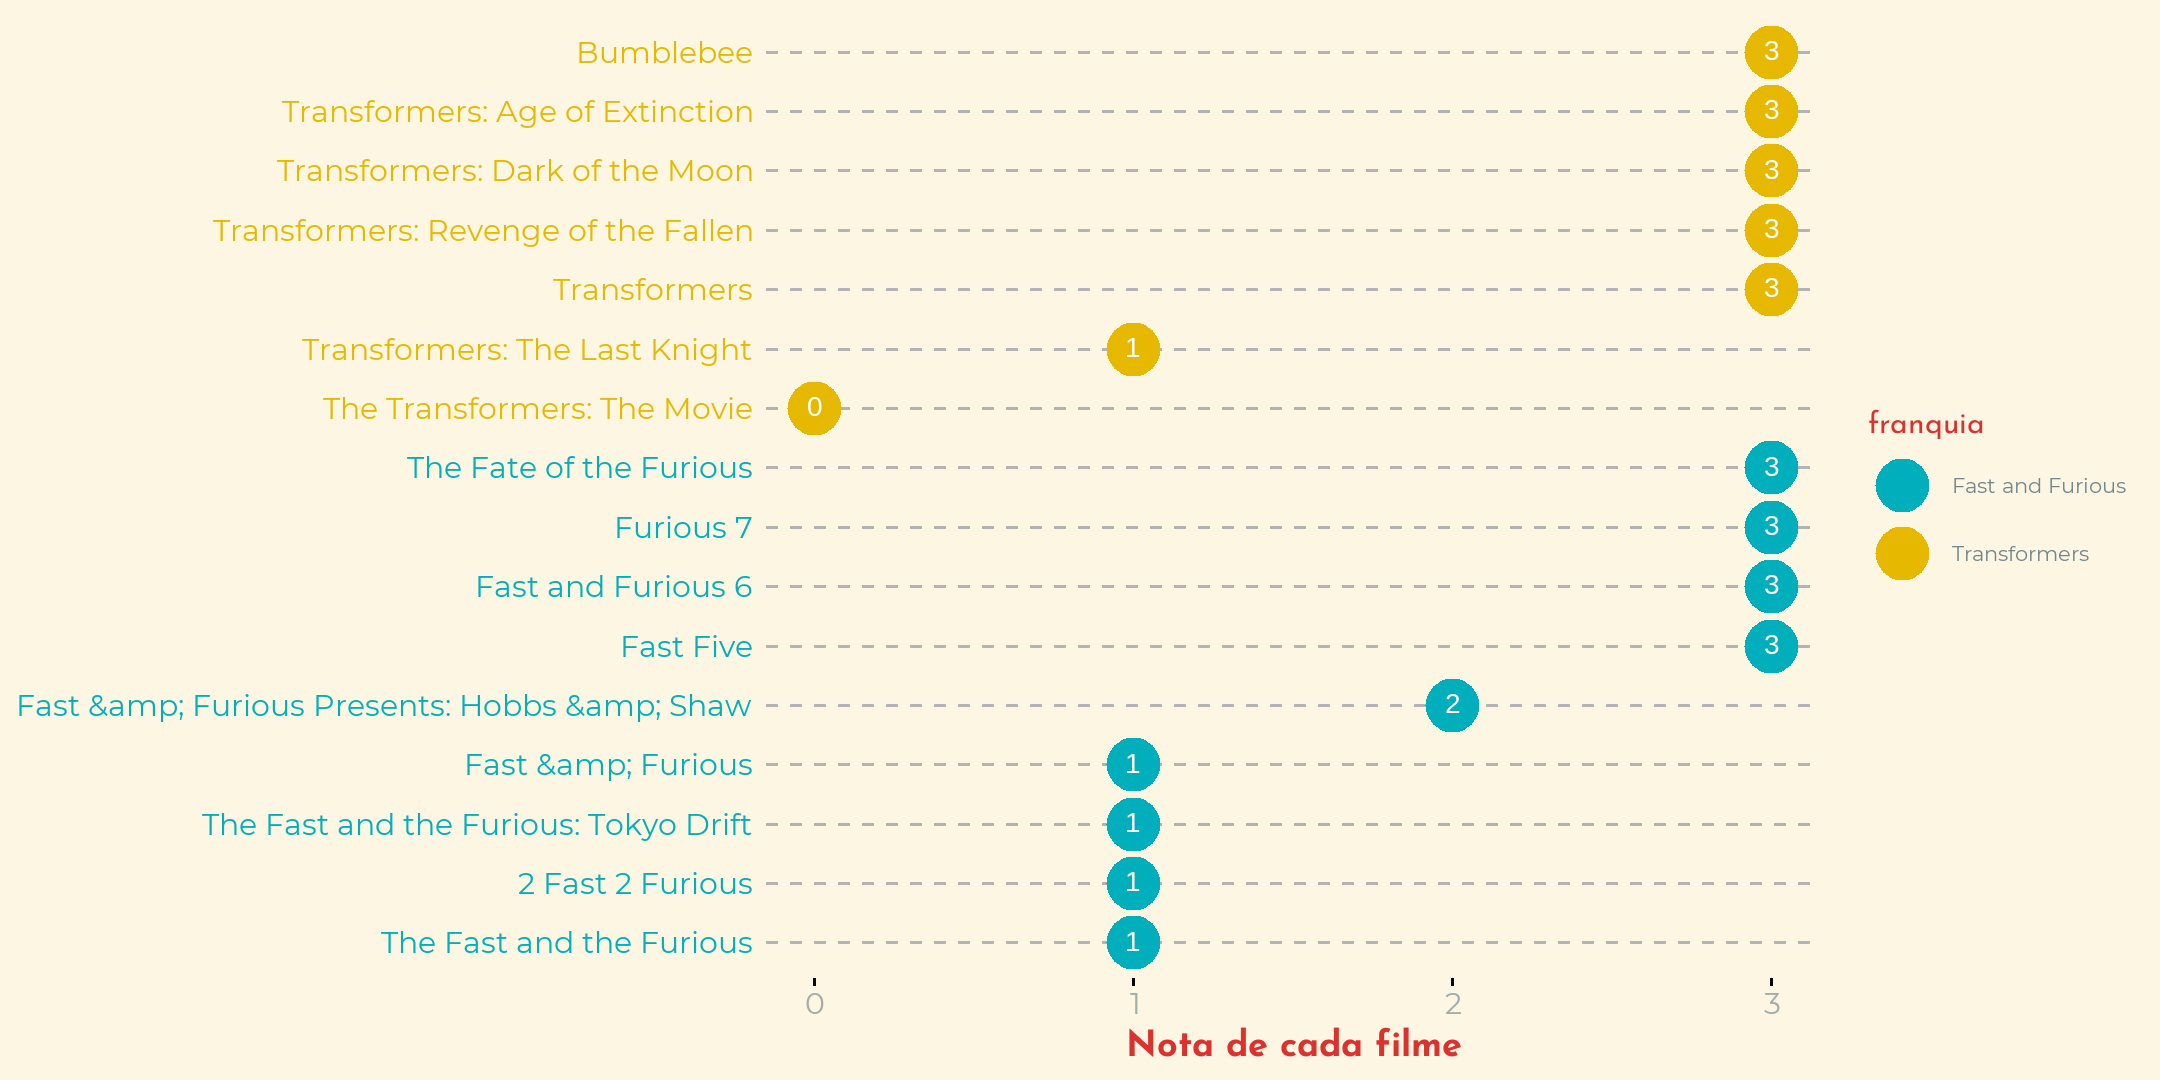 Bumblebee 3
Transformers: Age of Extinction 3
Transformers: Dark of the Moon 3
Transformers: Revenge of the Fallen 3
Transformers 3
Transformers: The Last Knight 1
The Transformers: The Movie 0
The Fate of the Furious 3
Furious 7 3
Fast and Furious 6 3
Fast Five 3
Fast &amp; Furious Presents: Hobbs &amp; Shaw 2
Fast &amp; Furious 1
The Fast and the Furious: Tokyo Drift 1
2 Fast 2 Furious 1
The Fast and the Furious 1
0 1 2 3
Nota de cada filme
franquia
Fast and Furious
Transformers